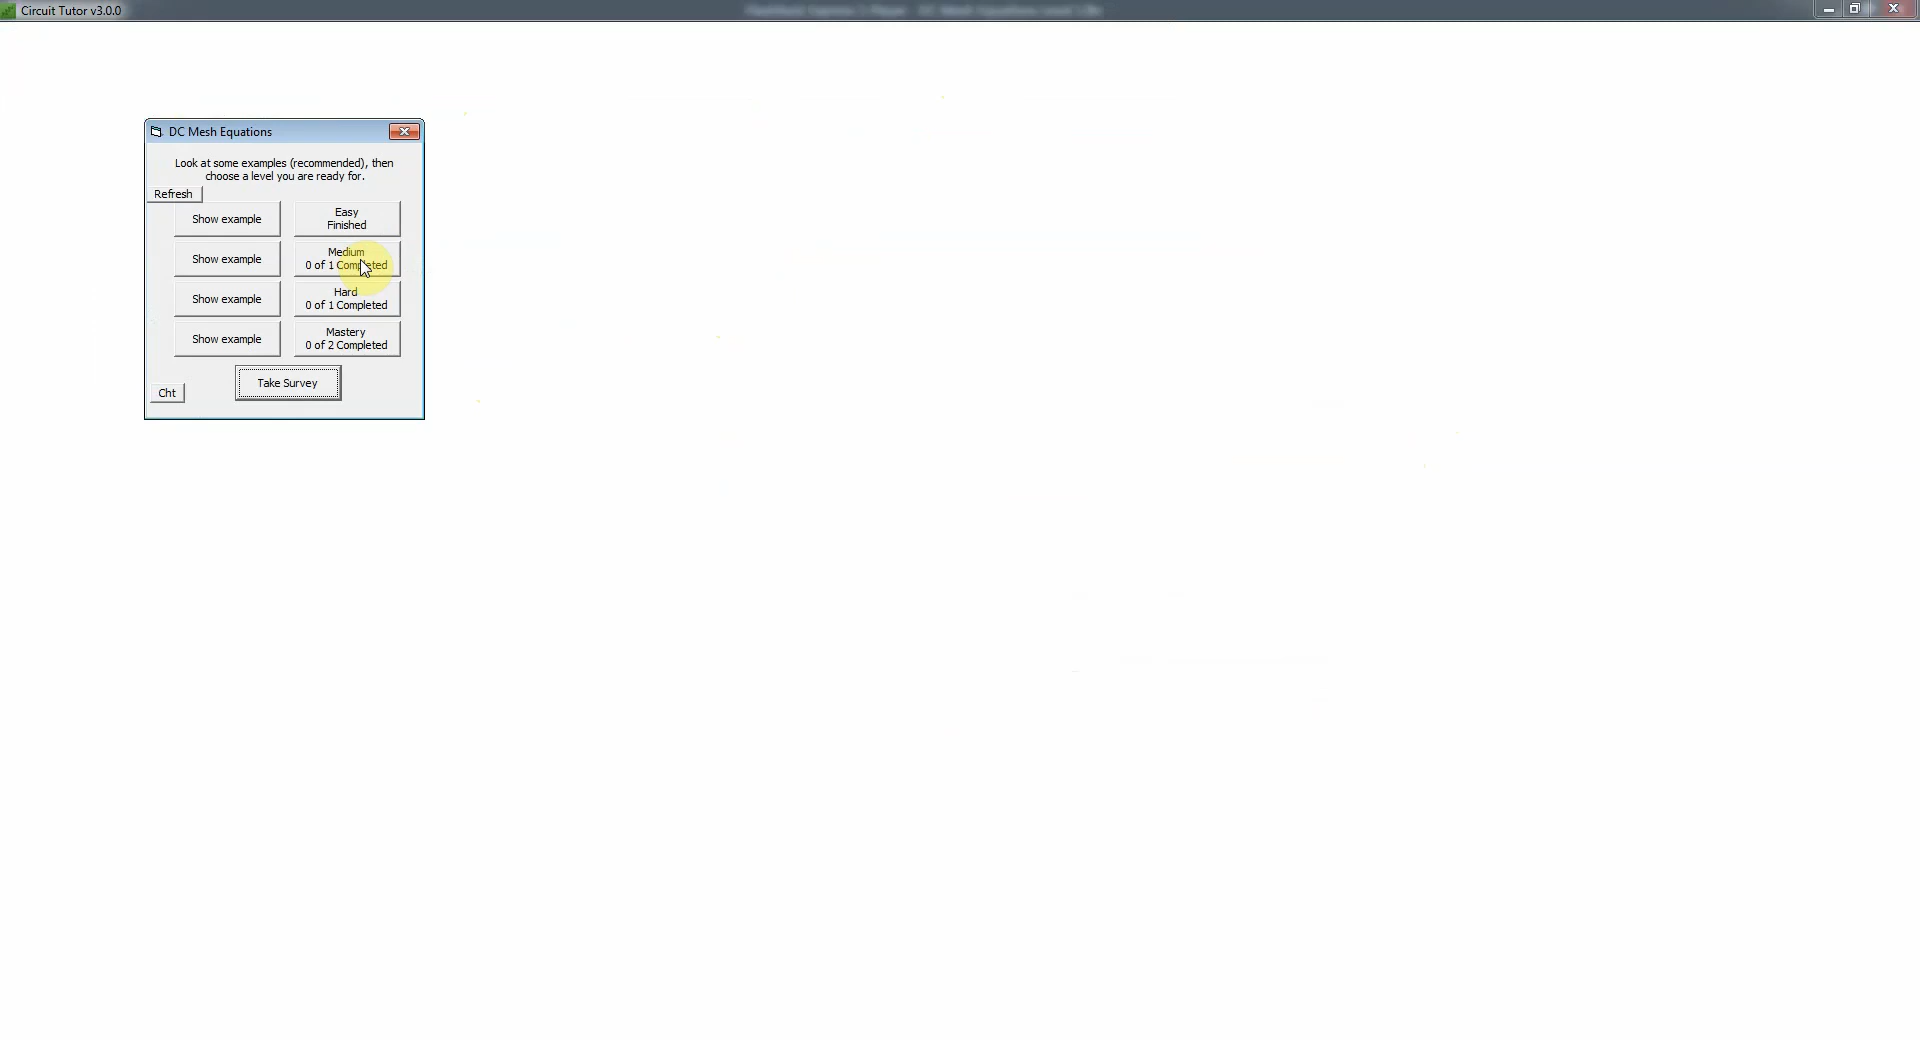 Circuit Tutor v3.0.0
DC Mesh Equations
Look at some examples (recommended), then
choose a level you are ready for.
Refresh
Show example
Easy
Finished
Show example
Medium
0 of 1 Completed
Show example
Hard
0 of 1 Completed
Show example
Mastery
0 of 2 Completed
Take Survey
Cht